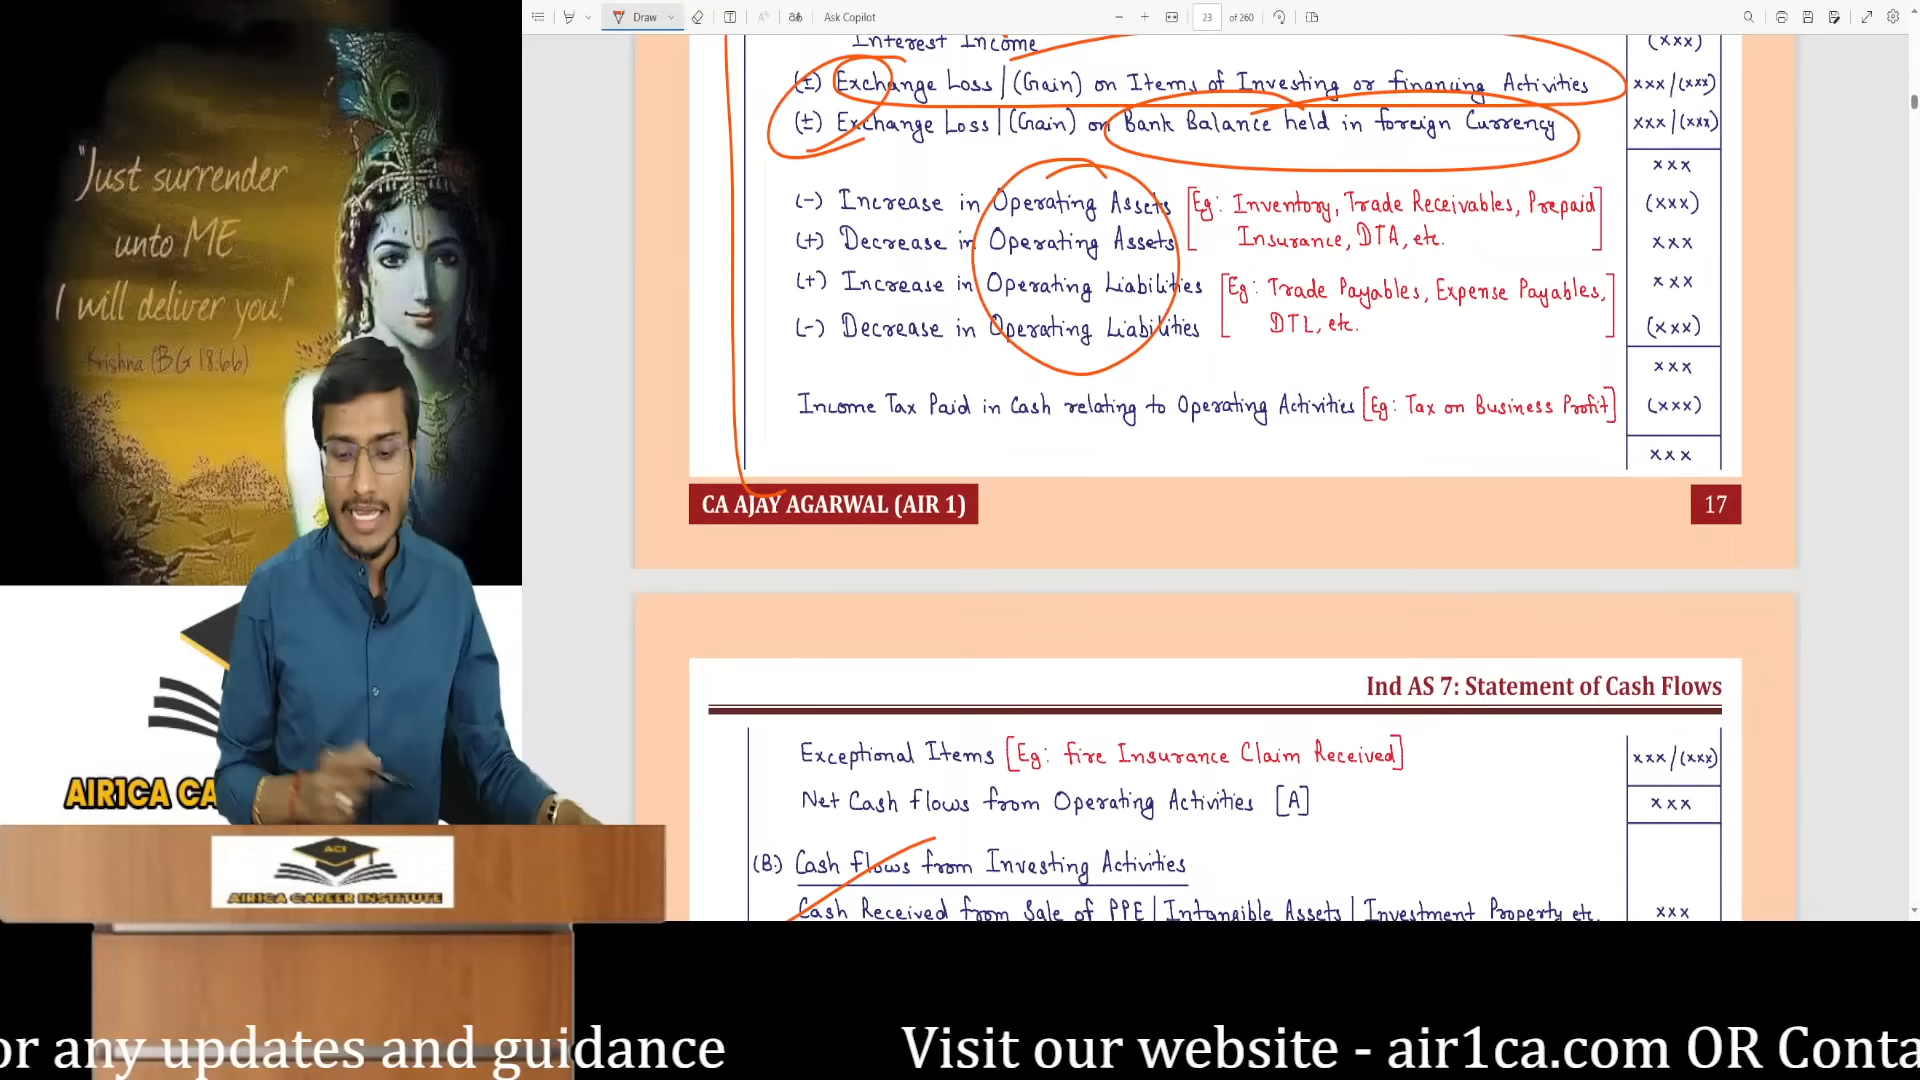 Draw
Ask Copilot
23 of 260
Interest Income (xxx)
(±) Exchange Loss | (Gain) on Items of Investing or financing Activities xxx/(xxx)
(±) Exchange Loss | (Gain) on Bank Balance held in foreign Currency xxx/(xxx)
xxx
(-) Increase in Operating Assets [Eg: Inventory, Trade Receivables, Prepaid (xxx)
(+) Decrease in Operating Assets Insurance, DTA, etc.] xxx
(+) Increase in Operating Liabilities [Eg: Trade Payables, Expense Payables, xxx
(-) Decrease in Operating Liabilities DTL, etc.] (xxx)
xxx
Income Tax Paid in Cash relating to Operating Activities [Eg: Tax on Business Profit] (xxx)
xxx
CA AJAY AGARWAL (AIR 1) 17
Ind AS 7: Statement of Cash Flows
Exceptional Items [Eg: fire Insurance Claim Received] xxx/(xxx)
Net Cash flows from Operating Activities [A] xxx
(B.) Cash flows from Investing Activities
Cash Received from Sale of PPE | Intangible Assets | Investment Property etc. xxx
"Just surrender
unto ME
I will deliver you!"
-Krishna (B.G 18:66)
AIR1CA CA
ACI
AIR1CA CAREER INSTITUTE
or any updates and guidance Visit our website - air1ca.com OR Conta